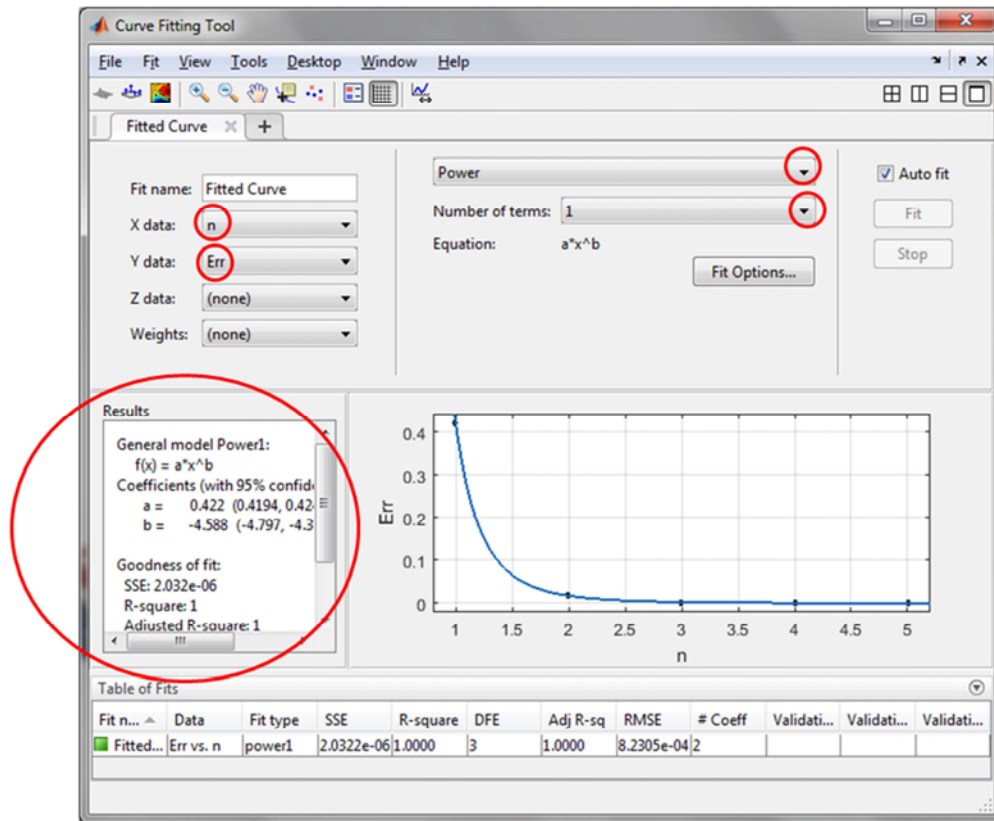 Curve Fitting Tool
File Fit View Tools Desktop Window Help
Fitted Curve
Fit name: Fitted Curve
X data: n
Y data: Err
Z data: (none)
Weights: (none)
Power
Number of terms: 1
Equation: a*x^b
Fit Options...
Auto fit
Fit
Stop
Results
General model Power1:
f(x) = a*x^b
Coefficients (with 95% confide
a = 0.422 (0.4194, 0.42
b = -4.588 (-4.797, -4.3
Goodness of fit:
SSE: 2.032e-06
R-square: 1
Adjusted R-square: 1
Err
0.4
0.3
0.2
0.1
0
1 1.5 2 2.5 3 3.5 4 4.5 5
n
Table of Fits
Fit n... Data Fit type SSE R-square DFE Adj R-sq RMSE # Coeff Validati... Validati... Validati...
Fitted... Err vs. n power1 2.0322e-06 1.0000 3 1.0000 8.2305e-04 2